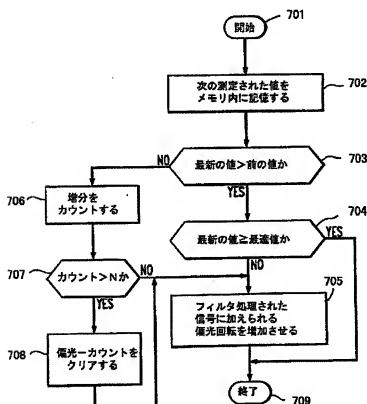 701
開始
702
次の測定された値を
メモリ内に記憶する
703
最新の値>前の値か
NO
YES
704
最新の値≧最適値か
YES
NO
706
増分を
カウントする
707
カウント>Nか
NO
YES
705
フィルタ処理された
信号に加えられる
偏光回転を増加させる
708
偏光ーカウントを
クリアする
終了
709